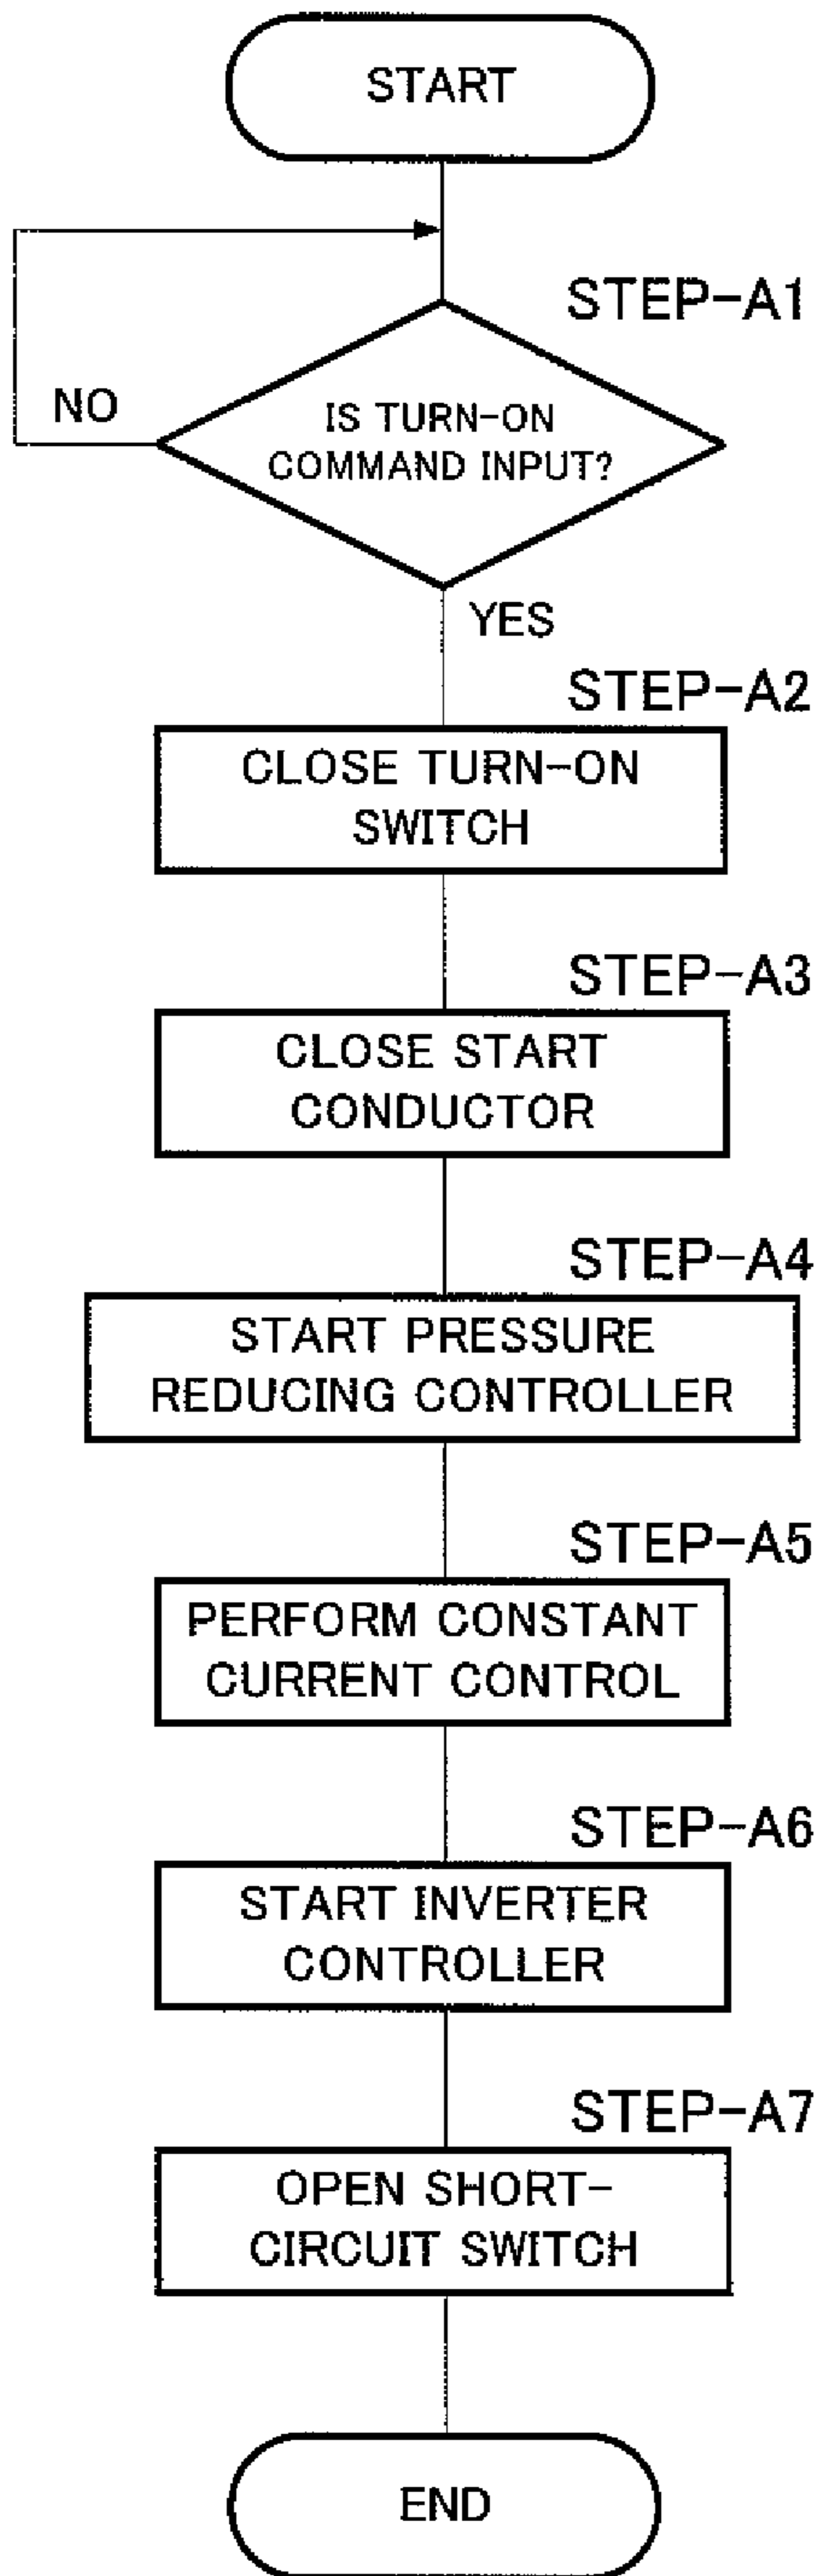 START
STEP-A1
NO
IS TURN-ON
COMMAND INPUT?
YES
STEP-A2
CLOSE TURN-ON
SWITCH
STEP-A3
CLOSE START
CONDUCTOR
STEP-A4
START PRESSURE
REDUCING CONTROLLER
STEP-A5
PERFORM CONSTANT
CURRENT CONTROL
STEP-A6
START INVERTER
CONTROLLER
STEP-A7
OPEN SHORT-
CIRCUIT SWITCH
END